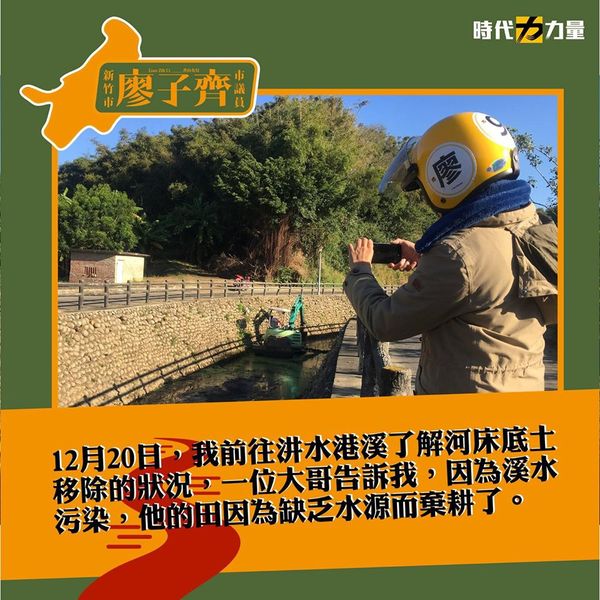 時代力量
新竹市
廖子齊
市議員
12月20日，我前往汫水港溪了解河床底土
移除的狀況，一位大哥告訴我，因為溪水
污染，他的田因為缺乏水源而棄耕了。